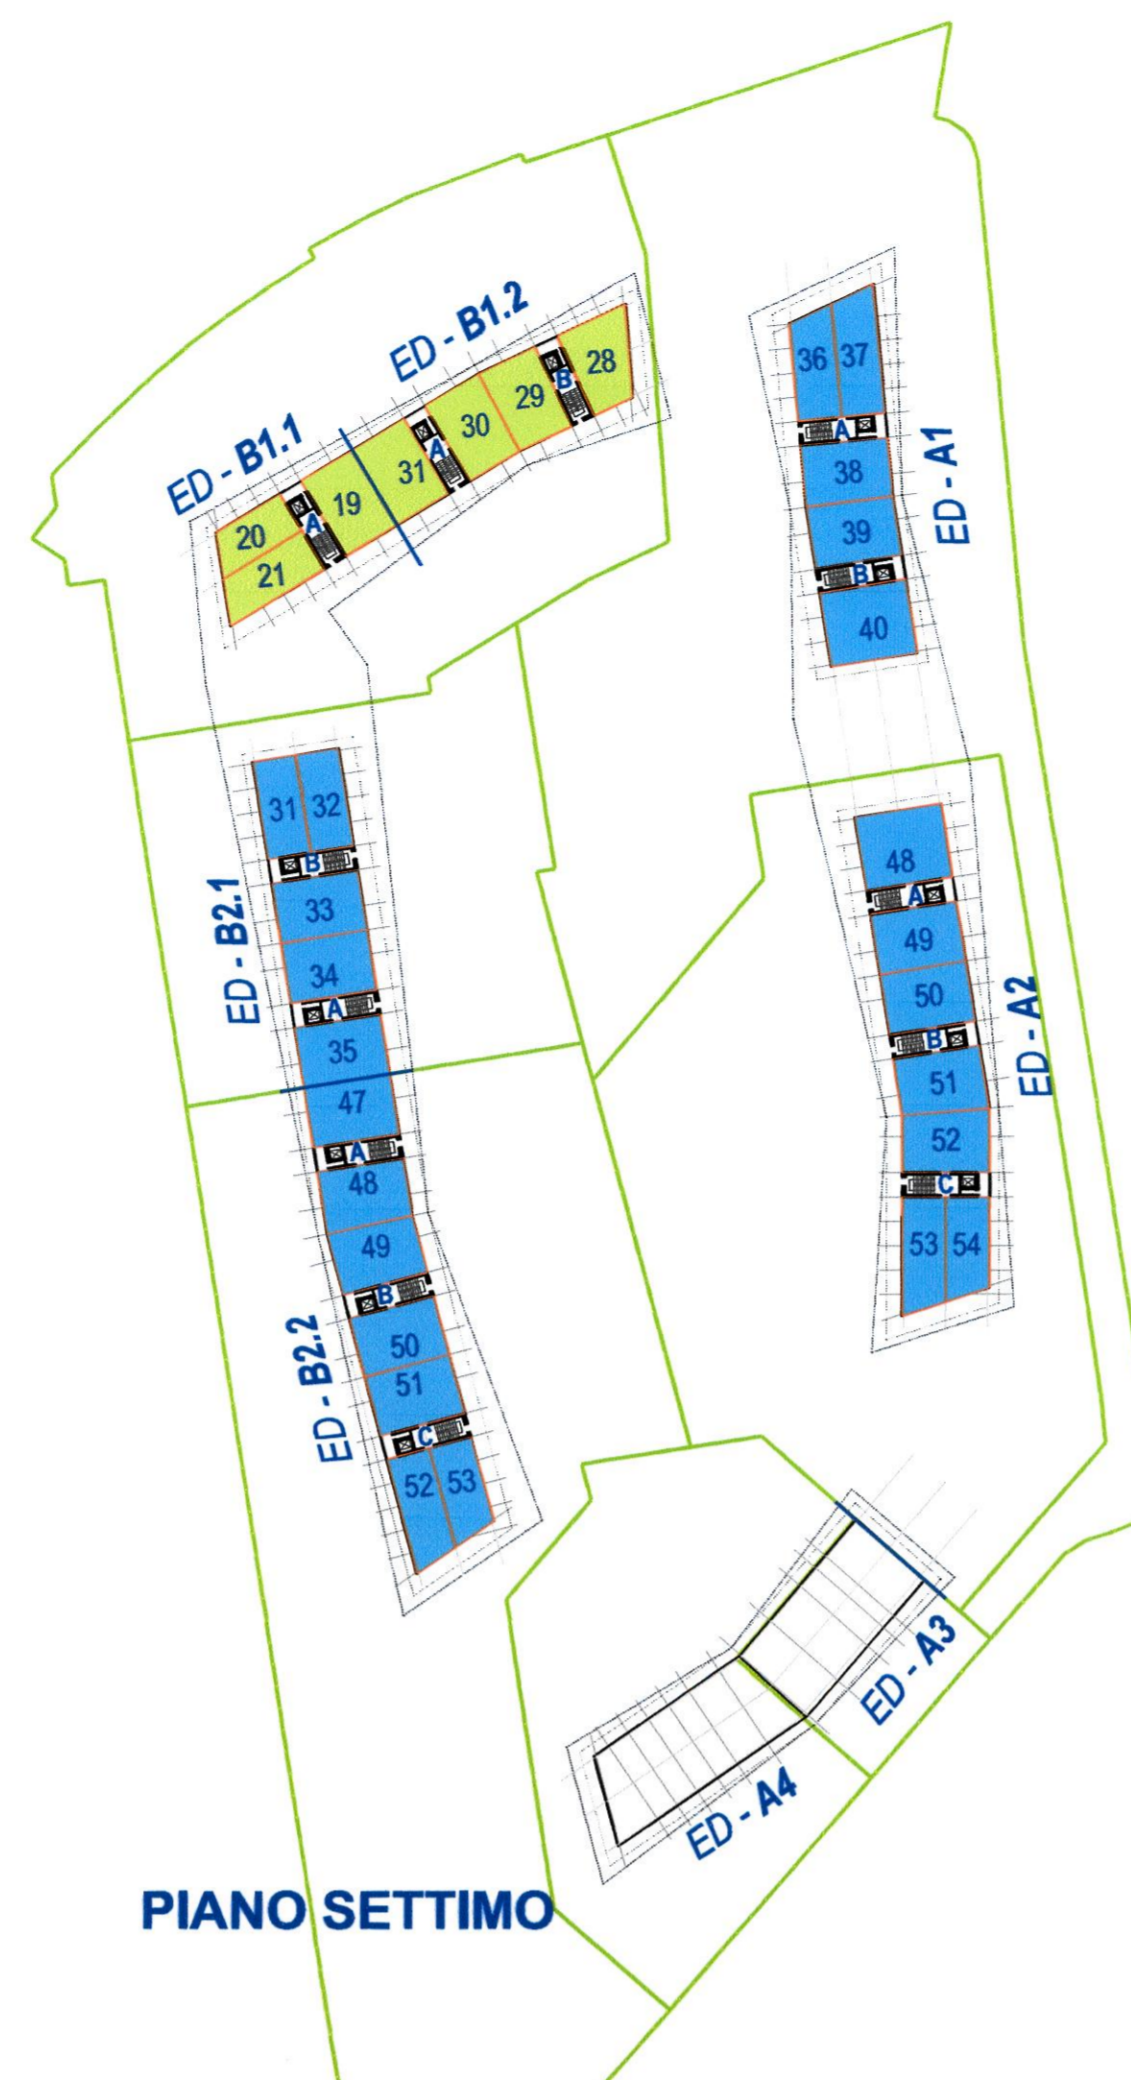 ED - B1.2
ED - B1.1
28
B
29
30
A
31
19
A
20
21
36
37
A
38
39
B
40
ED - A1
31
32
B
33
34
A
35
ED - B2.1
47
A
48
49
B
50
51
C
52
53
ED - B2.2
48
A
49
50
B
51
52
C
53
54
ED - A2
ED - A3
ED - A4
PIANO SETTIMO